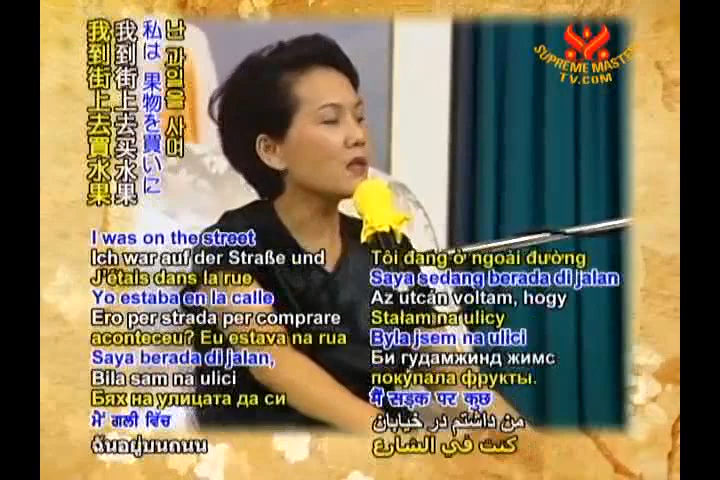 我到街上去買水果
我到街上去买水果
私は 果物を買いに
난 과일을 사며
SUPREME MASTER
TV.COM
I was on the street
Ich war auf der Straße und
J'étais dans la rue
Yo estaba en la calle
Ero per strada per comprare
aconteceu? Eu estava na rua
Saya berada di jalan,
Bila sam na ulici
Бях на улицата да си
ਮੈਂ ਗਲੀ ਵਿੱਚ
ฉันอยู่บนถนน
Tôi đang ở ngoài đường
Saya sedang berada di jalan
Az utcán voltam, hogy
Stałam na ulicy
Byla jsem na ulici
Би гудамжинд жимс
покупала фрукты.
मैं सड़क पर कुछ
من داشتم در خیابان
كنت في الشارع